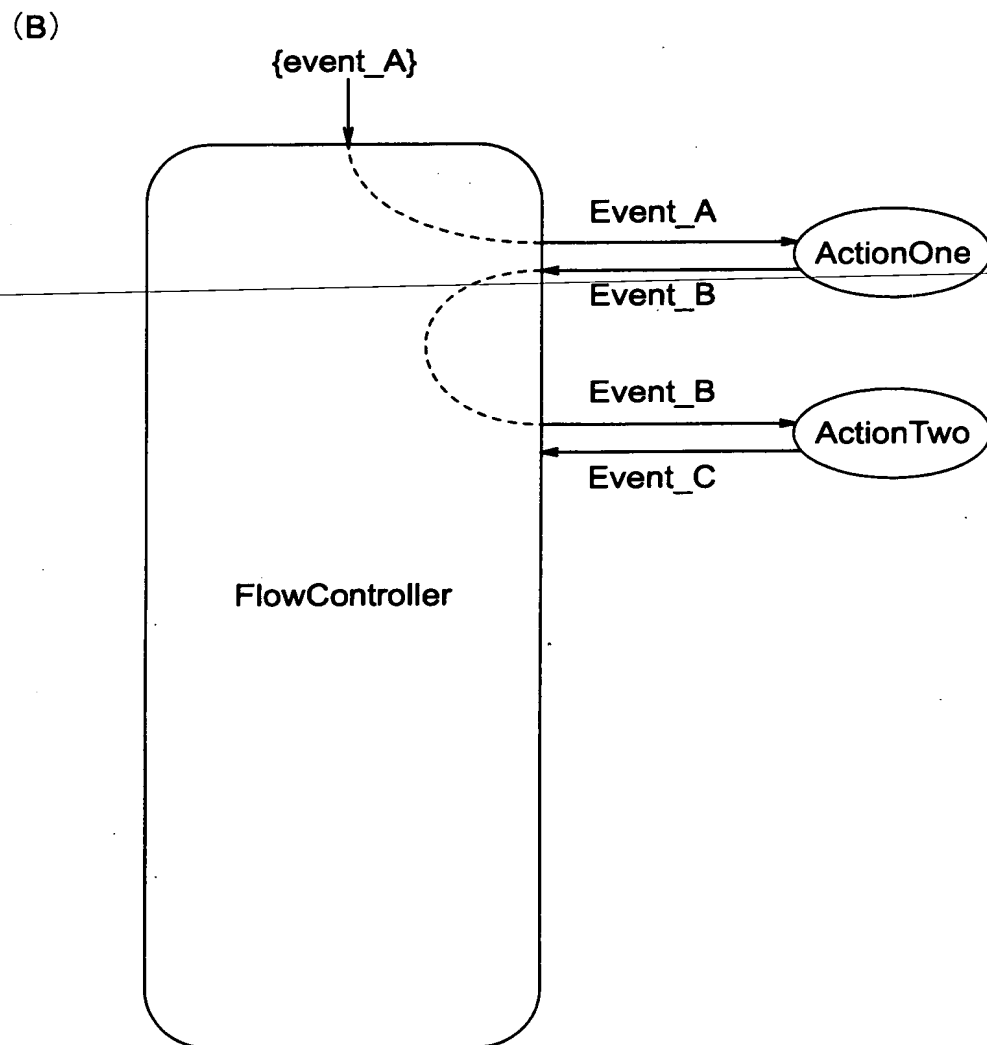 (B)
{event_A}
Event_A
ActionOne
Event_B
Event_B
ActionTwo
Event_C
FlowController